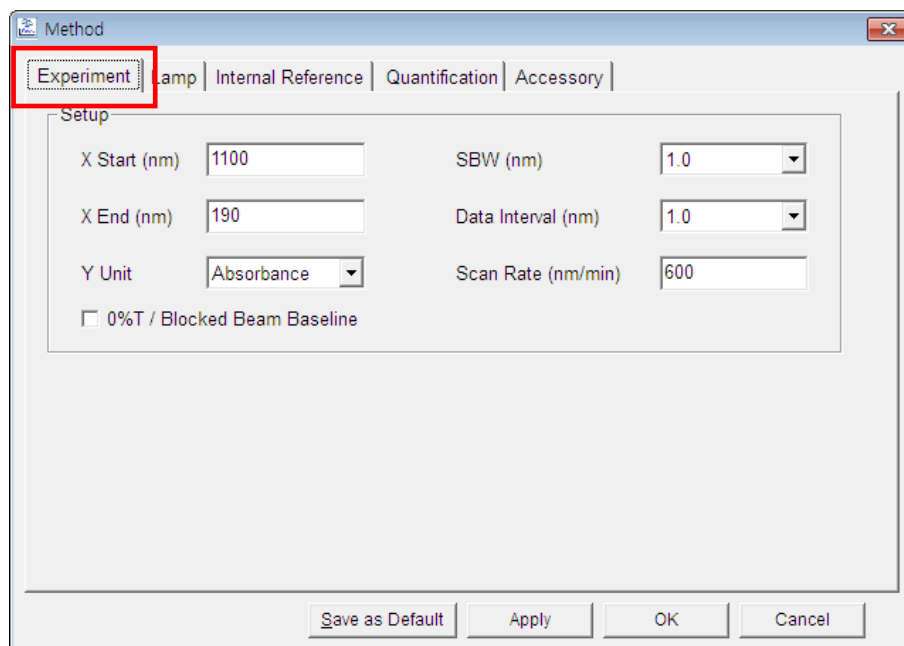 Method
Experiment Lamp Internal Reference Quantification Accessory
Setup
X Start (nm) 1100 SBW (nm) 1.0
X End (nm) 190 Data Interval (nm) 1.0
Y Unit Absorbance Scan Rate (nm/min) 600
0%T / Blocked Beam Baseline
Save as Default Apply OK Cancel